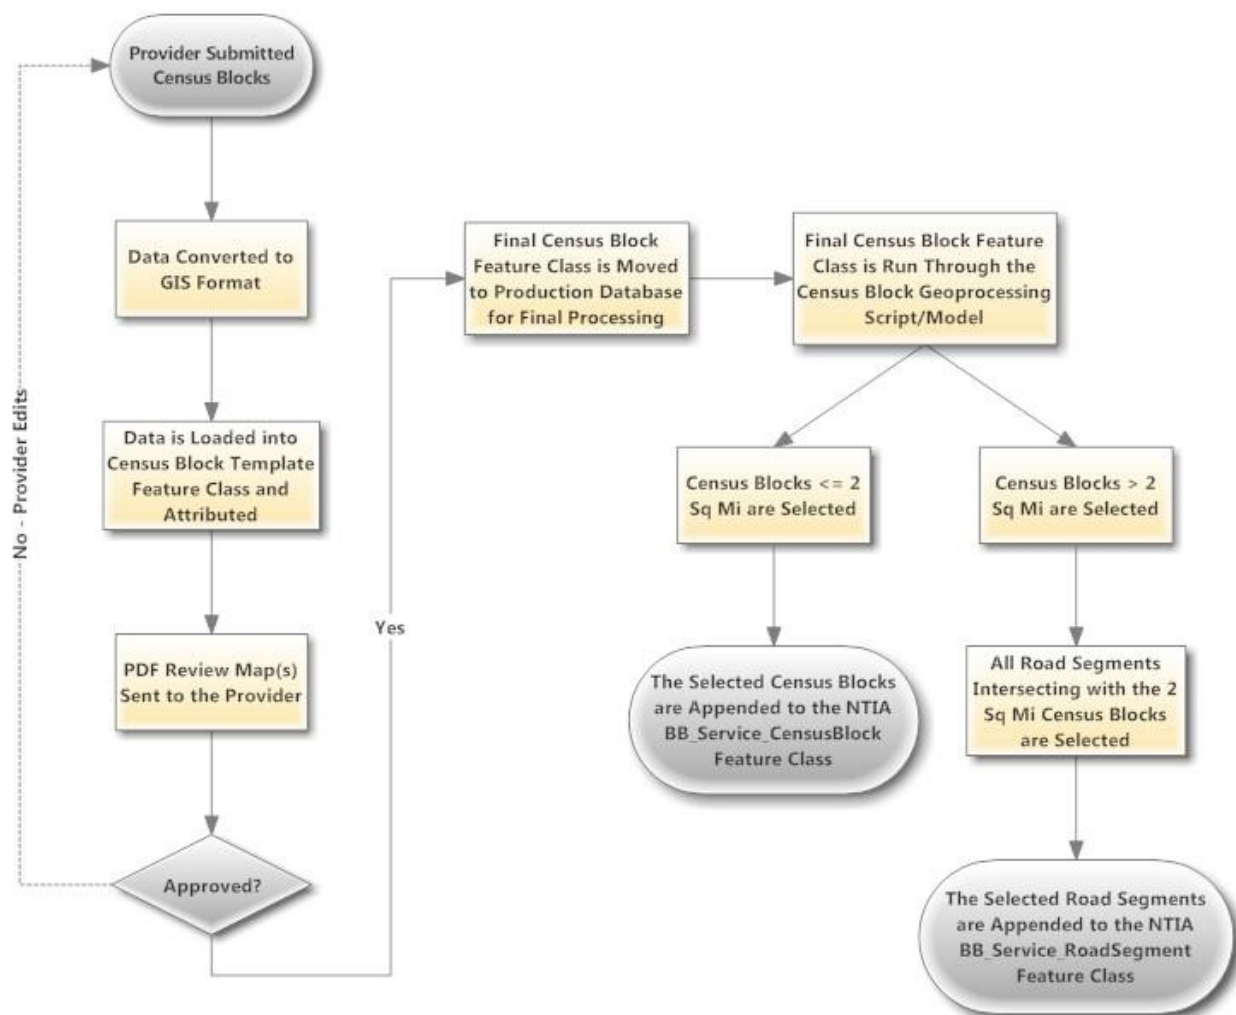 Provider Submitted
Census Blocks
Data Converted to
GIS Format
Data is Loaded into
Census Block Template
Feature Class and
Attributed
PDF Review Map(s)
Sent to the Provider
Approved?
No - Provider Edits
Yes
Final Census Block
Feature Class is Moved
to Production Database
for Final Processing
Final Census Block Feature
Class is Run Through the
Census Block Geoprocessing
Script/Model
Census Blocks <= 2
Sq Mi are Selected
The Selected Census Blocks
are Appended to the NTIA
BB_Service_CensusBlock
Feature Class
Census Blocks > 2
Sq Mi are Selected
All Road Segments
Intersecting with the 2
Sq Mi Census Blocks
are Selected
The Selected Road Segments
are Appended to the NTIA
BB_Service_RoadSegment
Feature Class